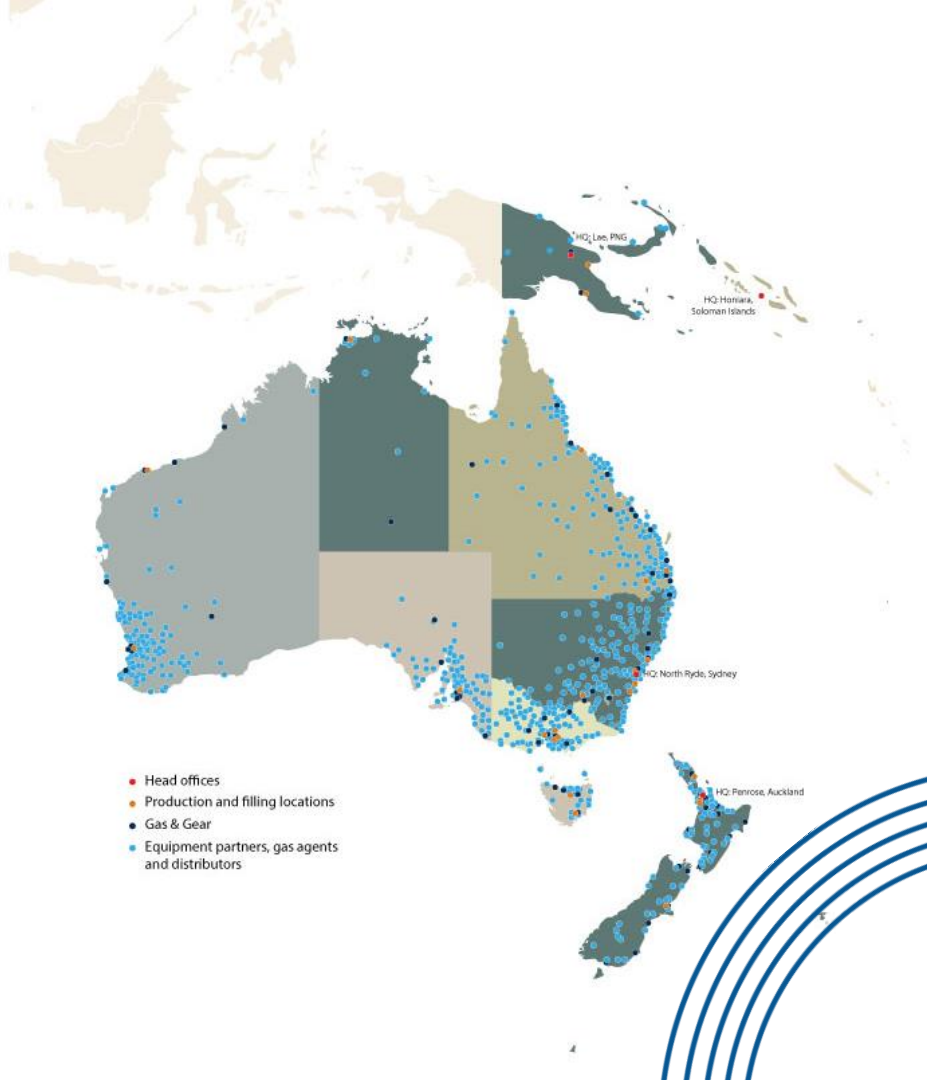 HQ: Lae, PNG
HQ: Honiara,
Soloman Islands
HQ: North Ryde, Sydney
Head offices
Production and filling locations
Gas & Gear
Equipment partners, gas agents
and distributors
HQ: Penrose, Auckland